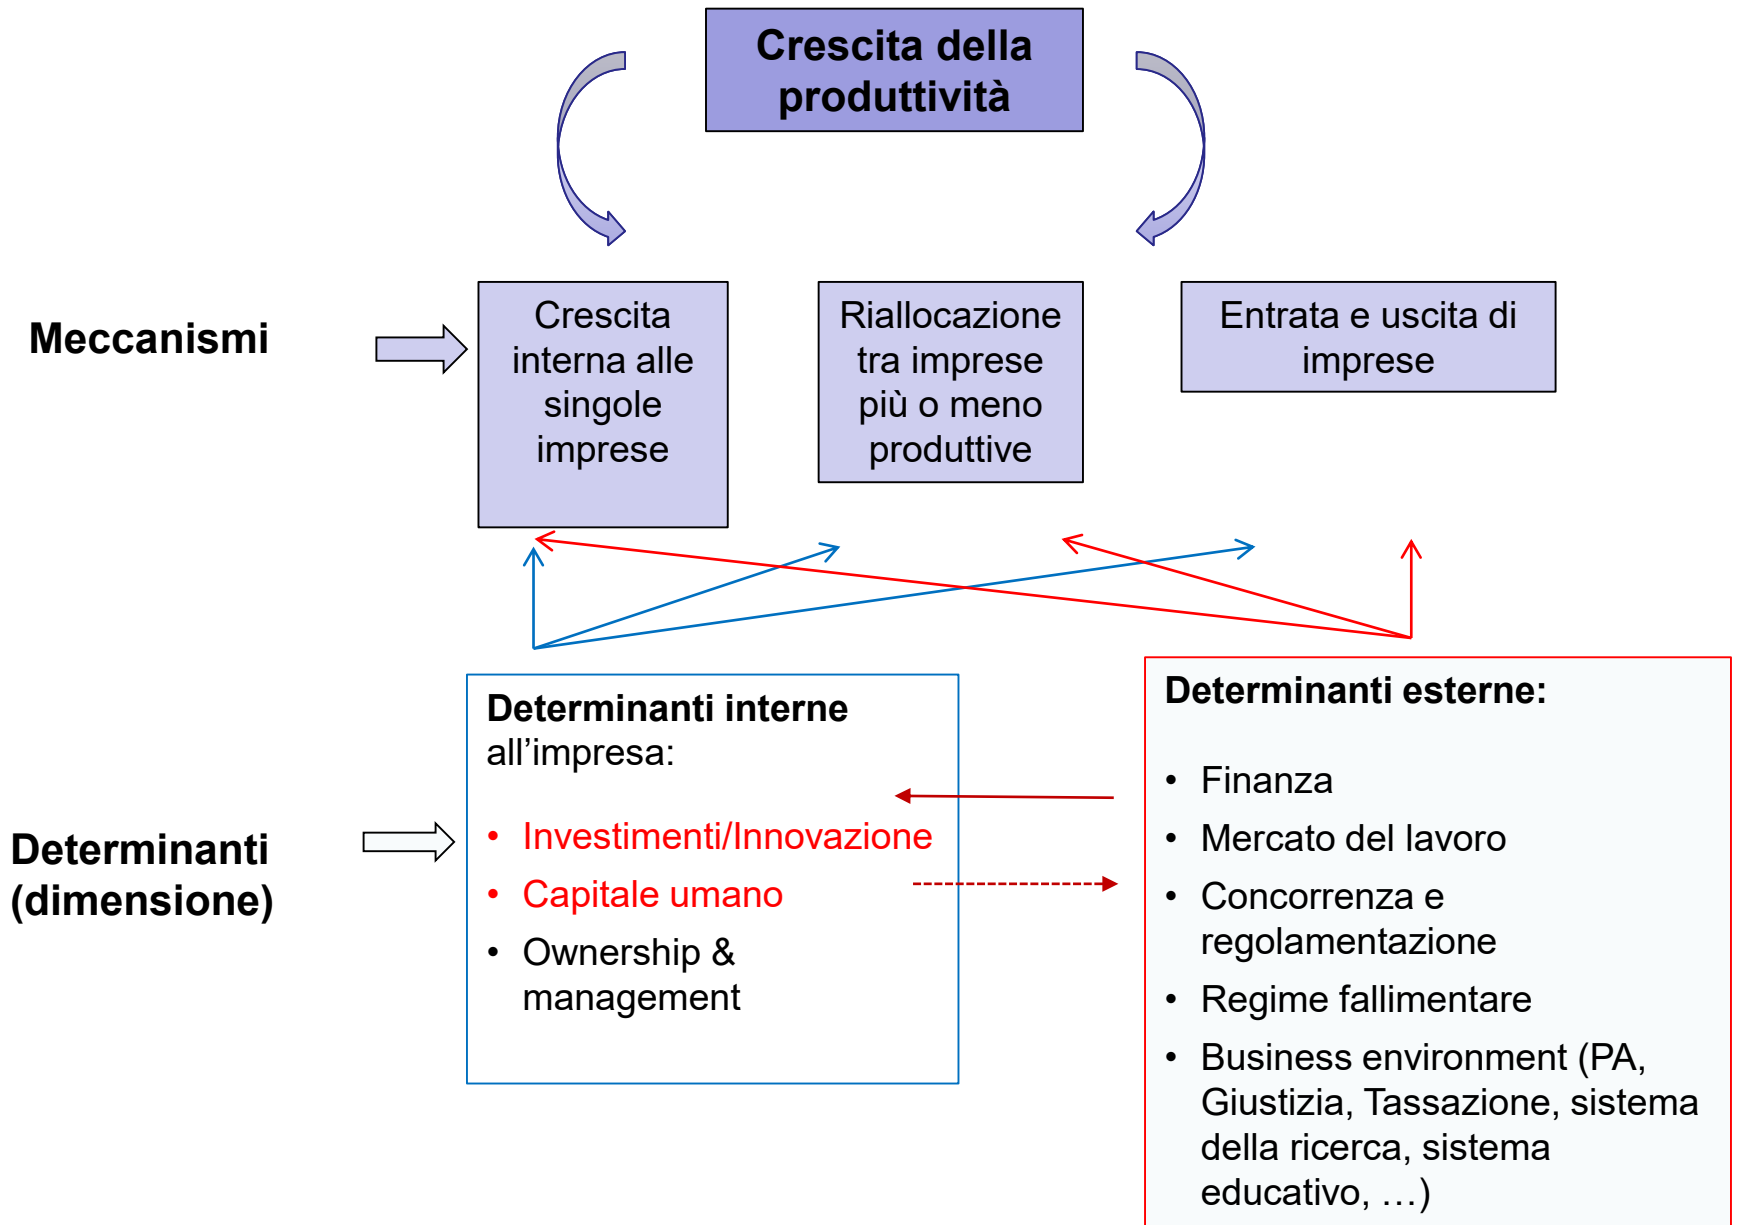 Crescita della
produttività
Meccanismi
Crescita
interna alle
singole
imprese
Riallocazione
tra imprese
più o meno
produttive
Entrata e uscita di
imprese
Determinanti
(dimensione)
Determinanti interne
all’impresa:
• Investimenti/Innovazione
• Capitale umano
• Ownership &
management
Determinanti esterne:
• Finanza
• Mercato del lavoro
• Concorrenza e
regolamentazione
• Regime fallimentare
• Business environment (PA,
Giustizia, Tassazione, sistema
della ricerca, sistema
educativo, …)